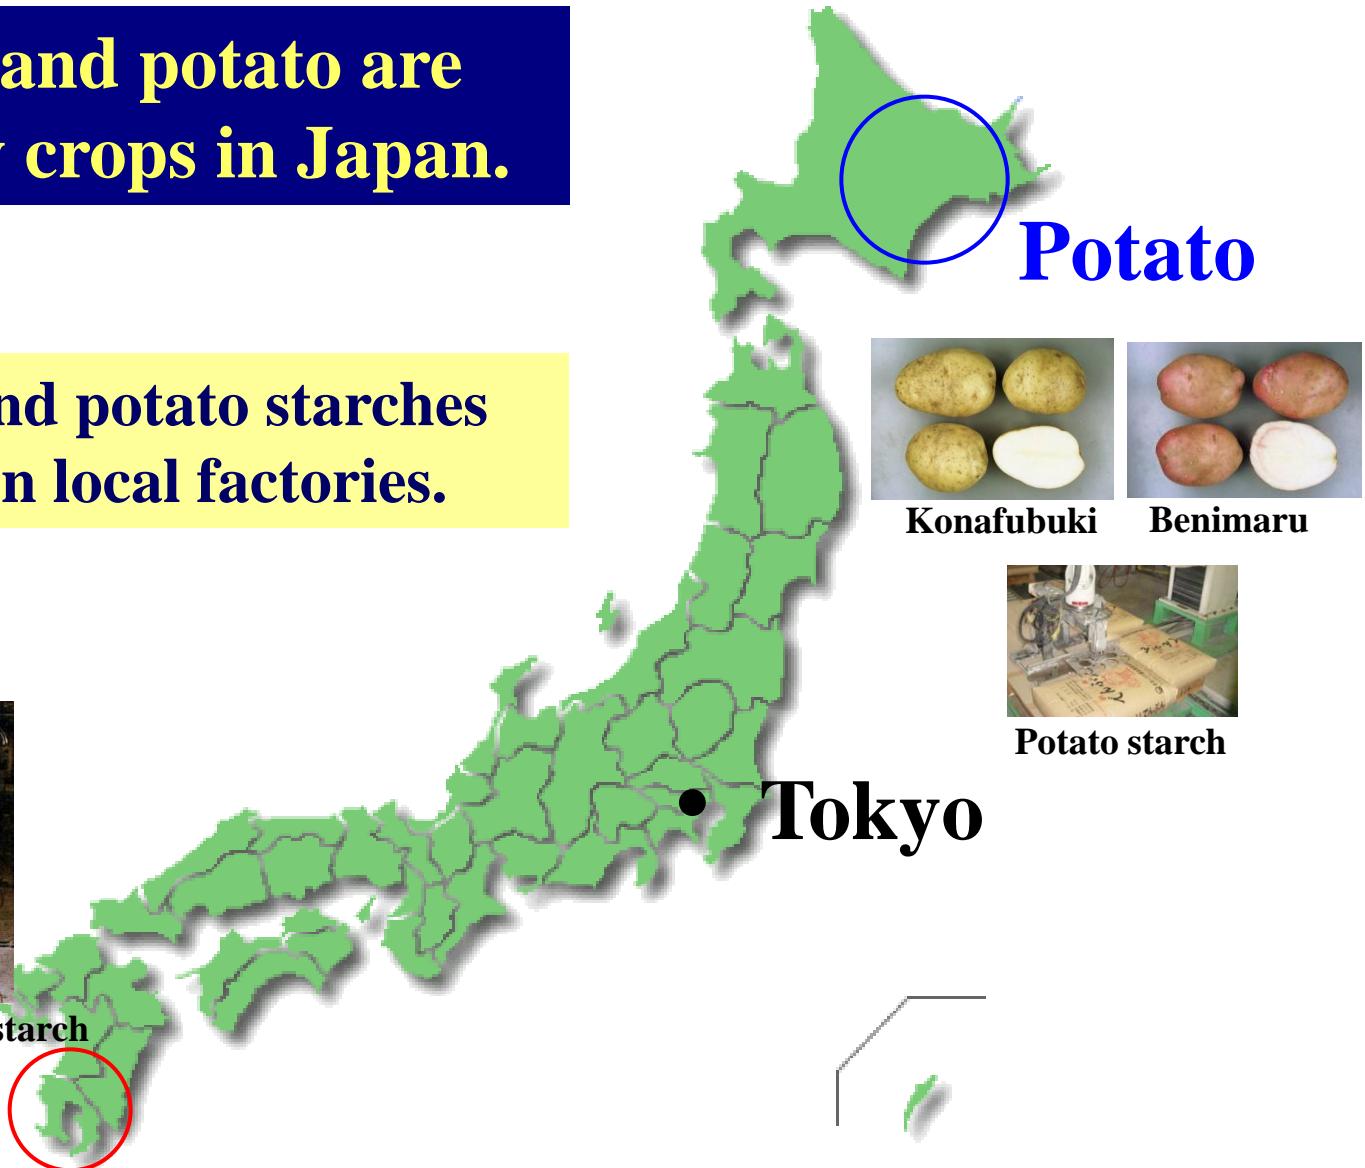 and potato are
crops in Japan.
Potato
nd potato starches
n local factories.
Konafubuki
Benimaru
Potato starch
Tokyo
starch